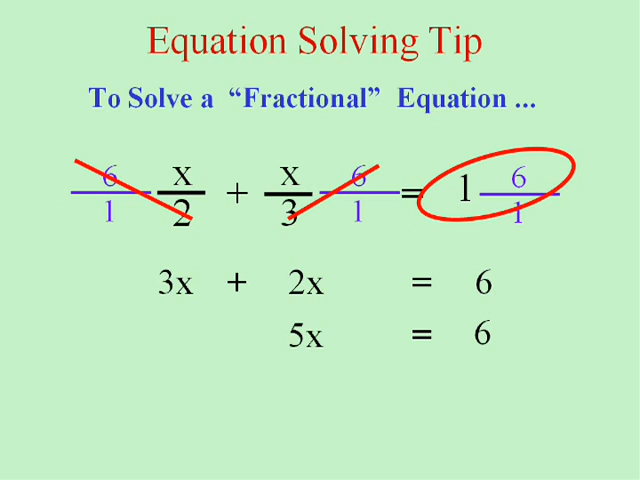 Equation Solving Tip
To Solve a “Fractional” Equation ...
6/1 x/2 + x/3 6/1 = 1 6/1
3x + 2x = 6
5x = 6